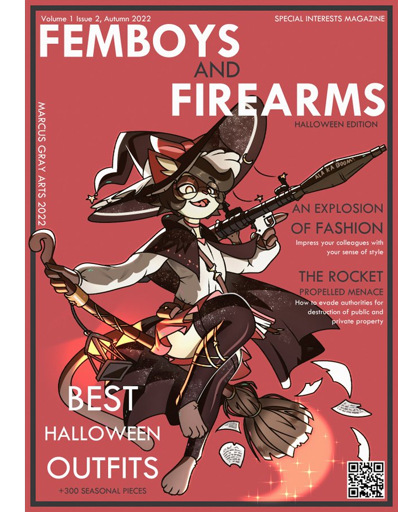 Volume 1 Issue 2, Autumn 2022
SPECIAL INTERESTS MAGAZINE
FEMBOYS
AND
FIREARMS
HALLOWEEN EDITION
MARCUS GRAY ARTS 2022
AN EXPLOSION
OF FASHION
Impress your colleagues with
your sense of style
THE ROCKET
PROPELLED MENACE
How to evade authorities for
destruction of public and
private property
BEST
HALLOWEEN
OUTFITS
+300 SEASONAL PIECES